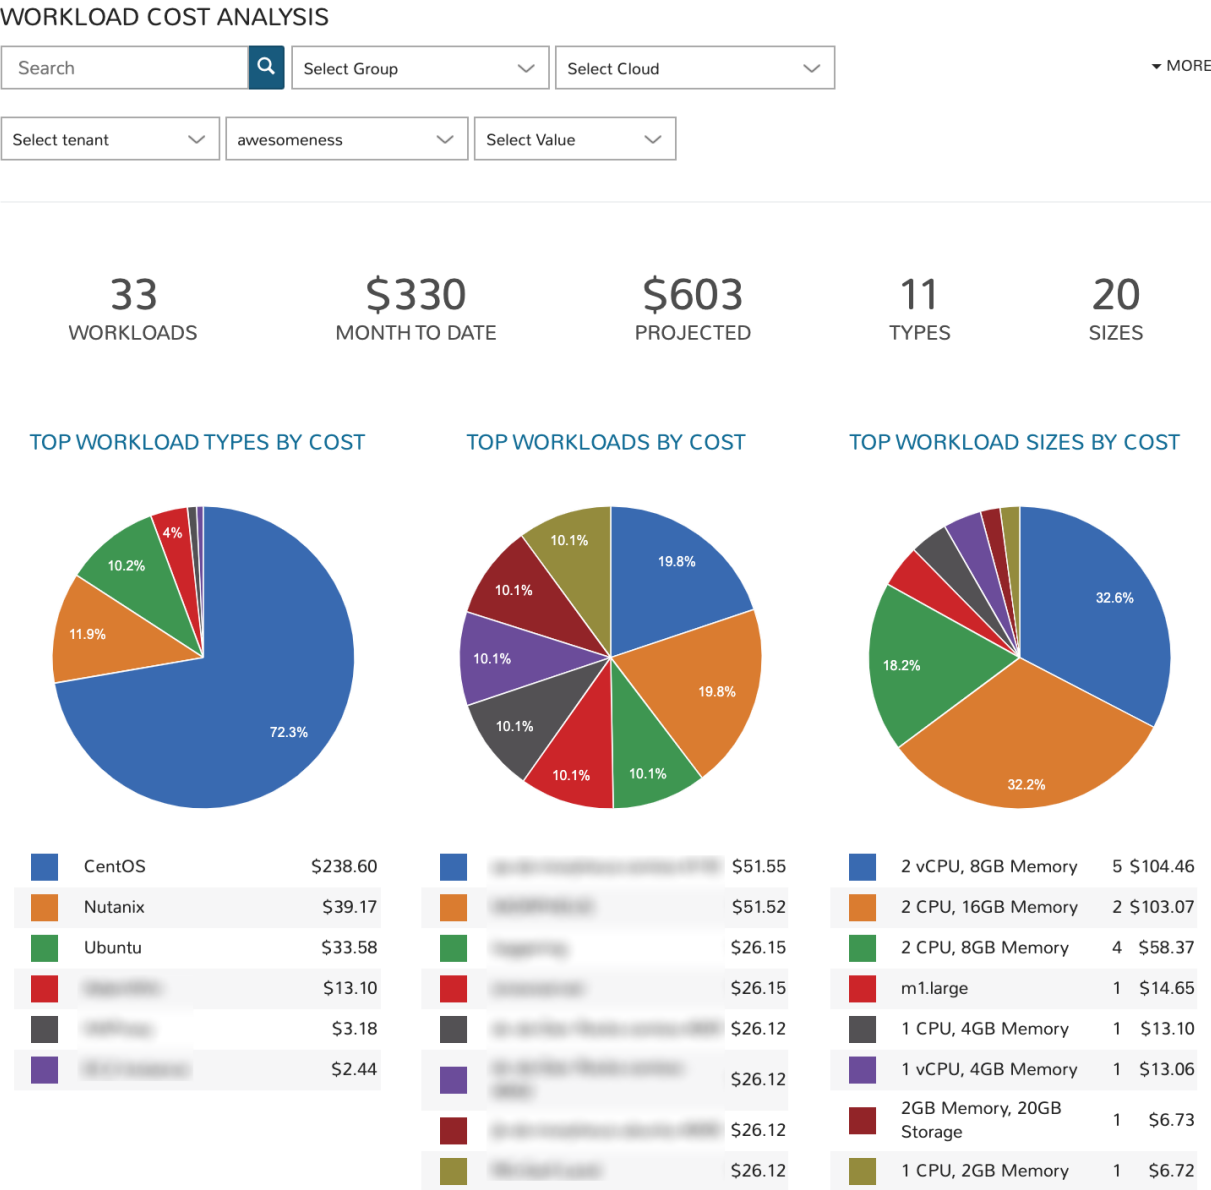 WORKLOAD COST ANALYSIS
Search
Select Group
Select Cloud
MORE
Select tenant
awesomeness
Select Value
33
WORKLOADS
$330
MONTH TO DATE
$603
PROJECTED
11
TYPES
20
SIZES
TOP WORKLOAD TYPES BY COST
72.3%
11.9%
10.2%
4%
CentOS $238.60
Nutanix $39.17
Ubuntu $33.58
$13.10
$3.18
$2.44
TOP WORKLOADS BY COST
19.8%
19.8%
10.1%
10.1%
10.1%
10.1%
10.1%
10.1%
$51.55
$51.52
$26.15
$26.15
$26.12
$26.12
$26.12
$26.12
TOP WORKLOAD SIZES BY COST
32.6%
32.2%
18.2%
2 vCPU, 8GB Memory 5 $104.46
2 CPU, 16GB Memory 2 $103.07
2 CPU, 8GB Memory 4 $58.37
m1.large 1 $14.65
1 CPU, 4GB Memory 1 $13.10
1 vCPU, 4GB Memory 1 $13.06
2GB Memory, 20GB
Storage 1 $6.73
1 CPU, 2GB Memory 1 $6.72